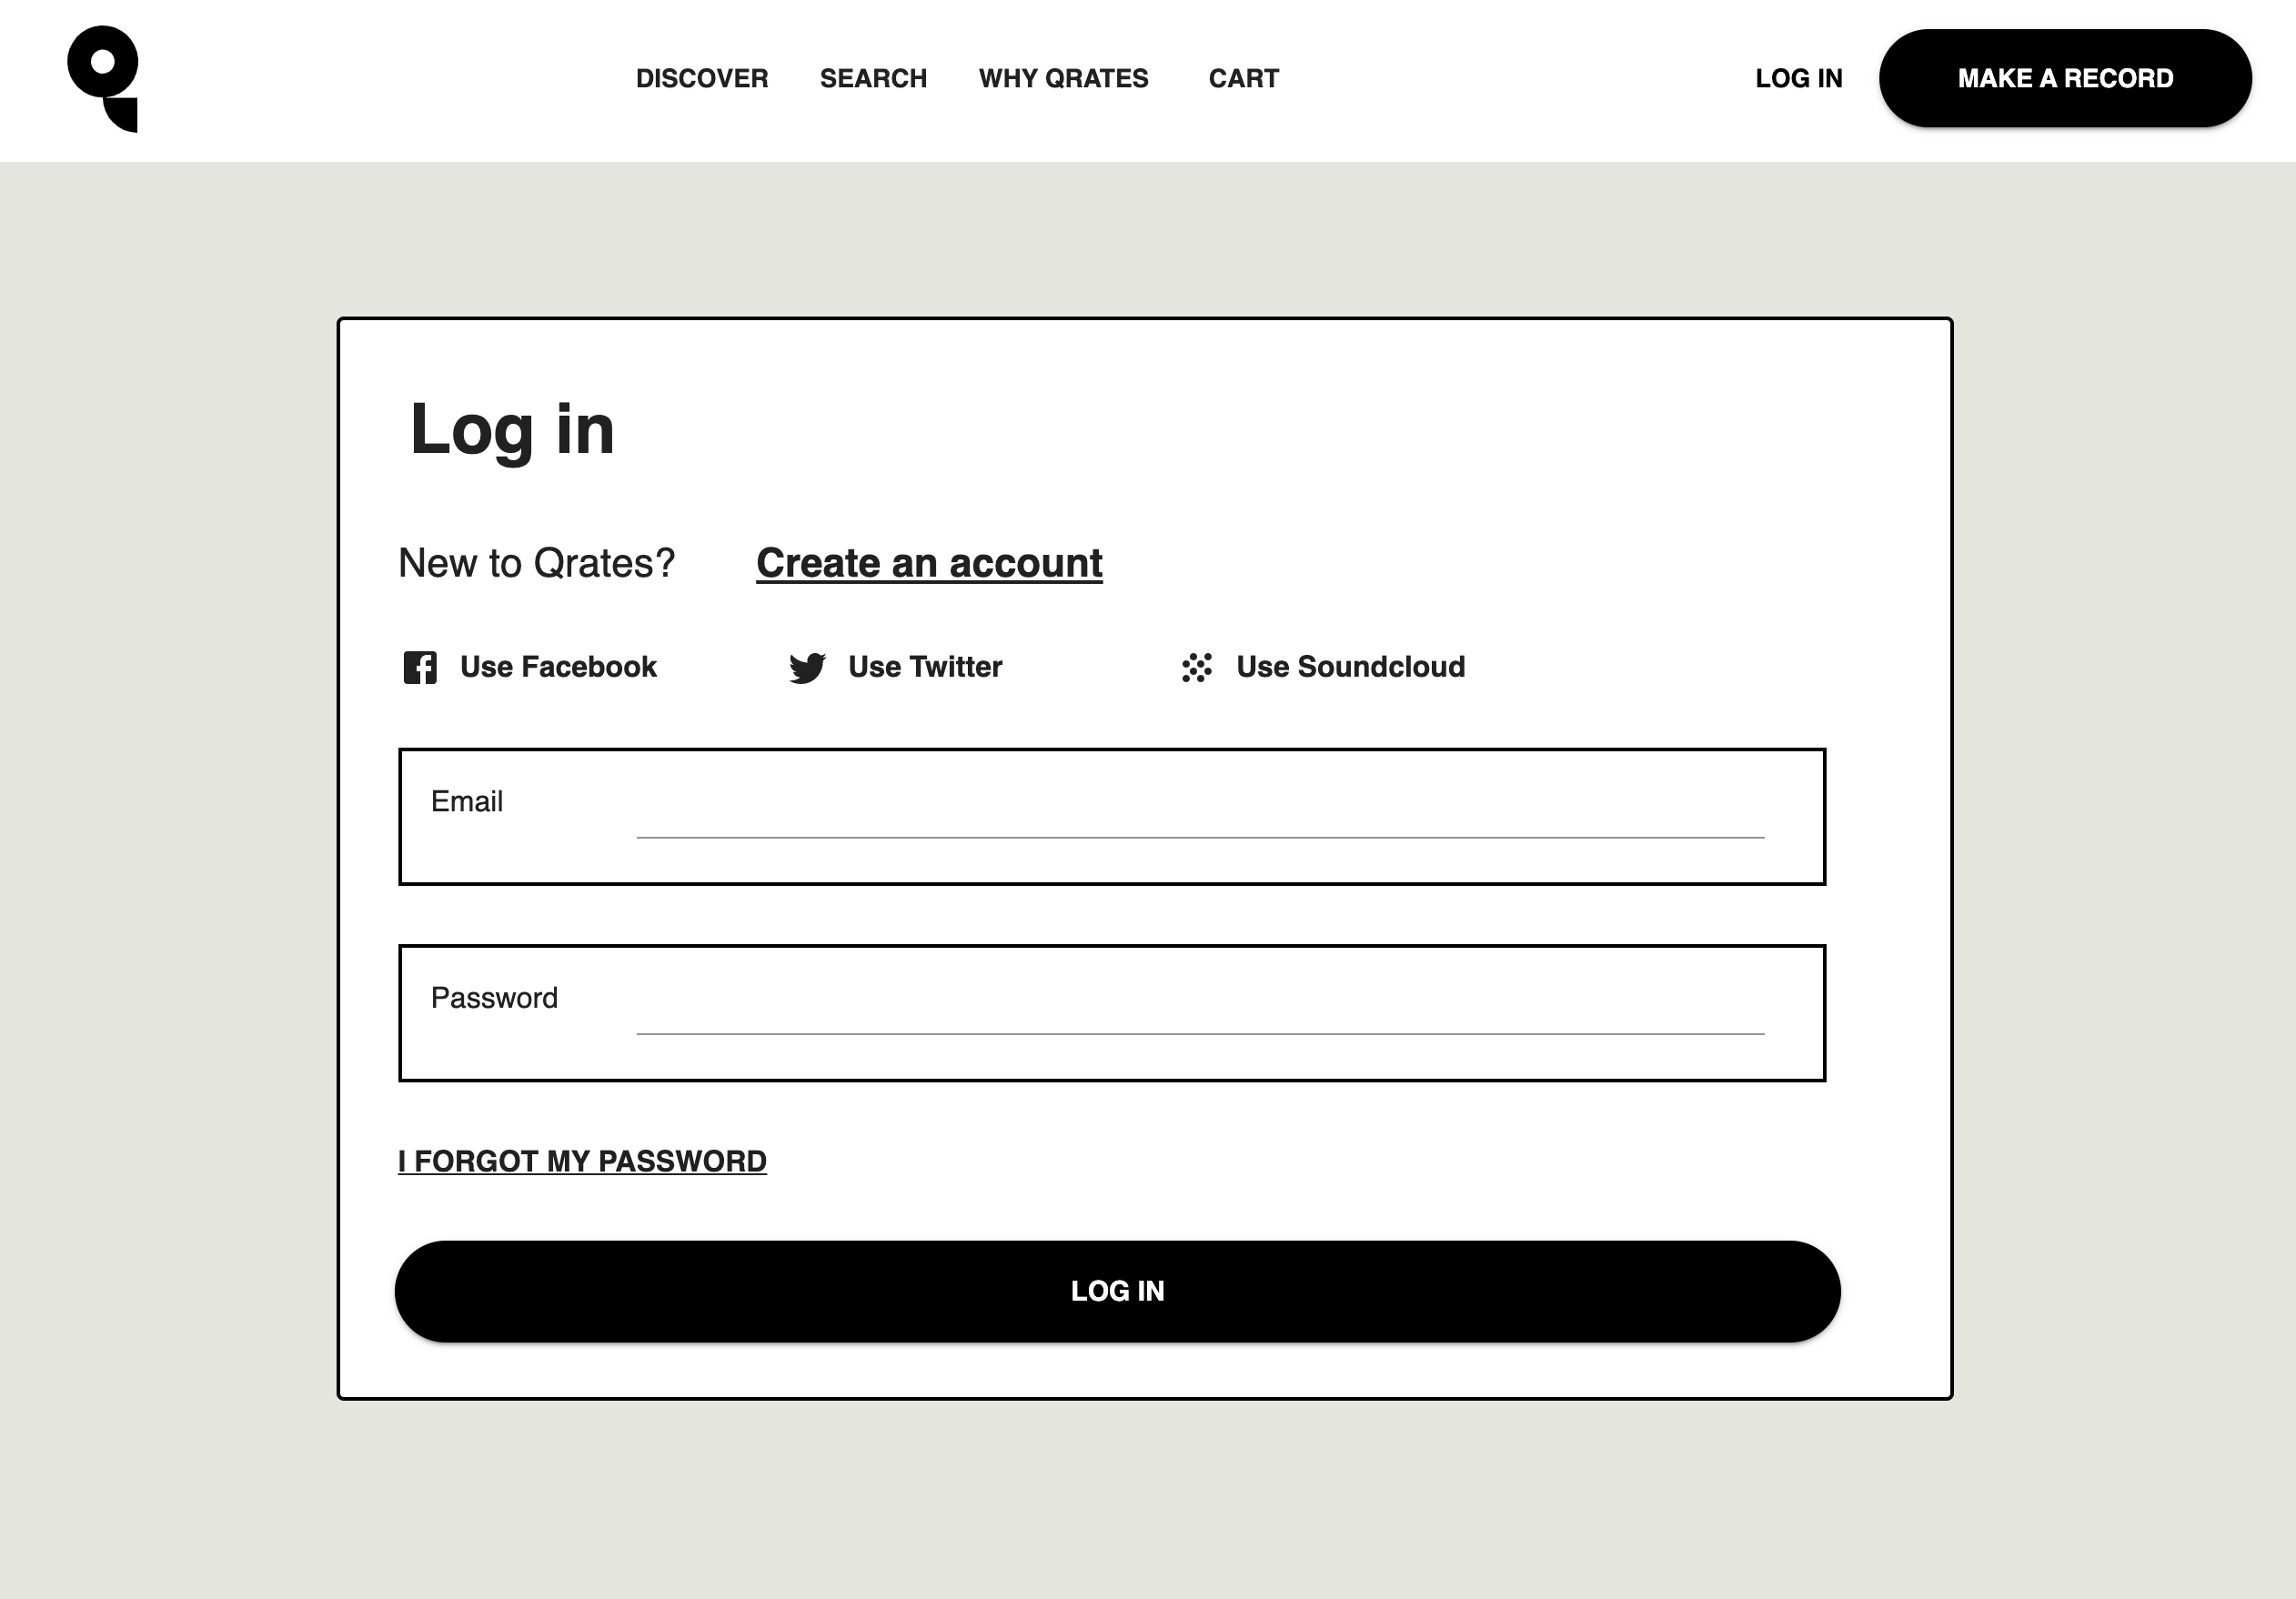 DISCOVER SEARCH WHY QRATES CART LOG IN MAKE A RECORD
Log in
New to Qrates? Create an account
Use Facebook Use Twitter Use Soundcloud
Email
Password
I FORGOT MY PASSWORD
LOG IN